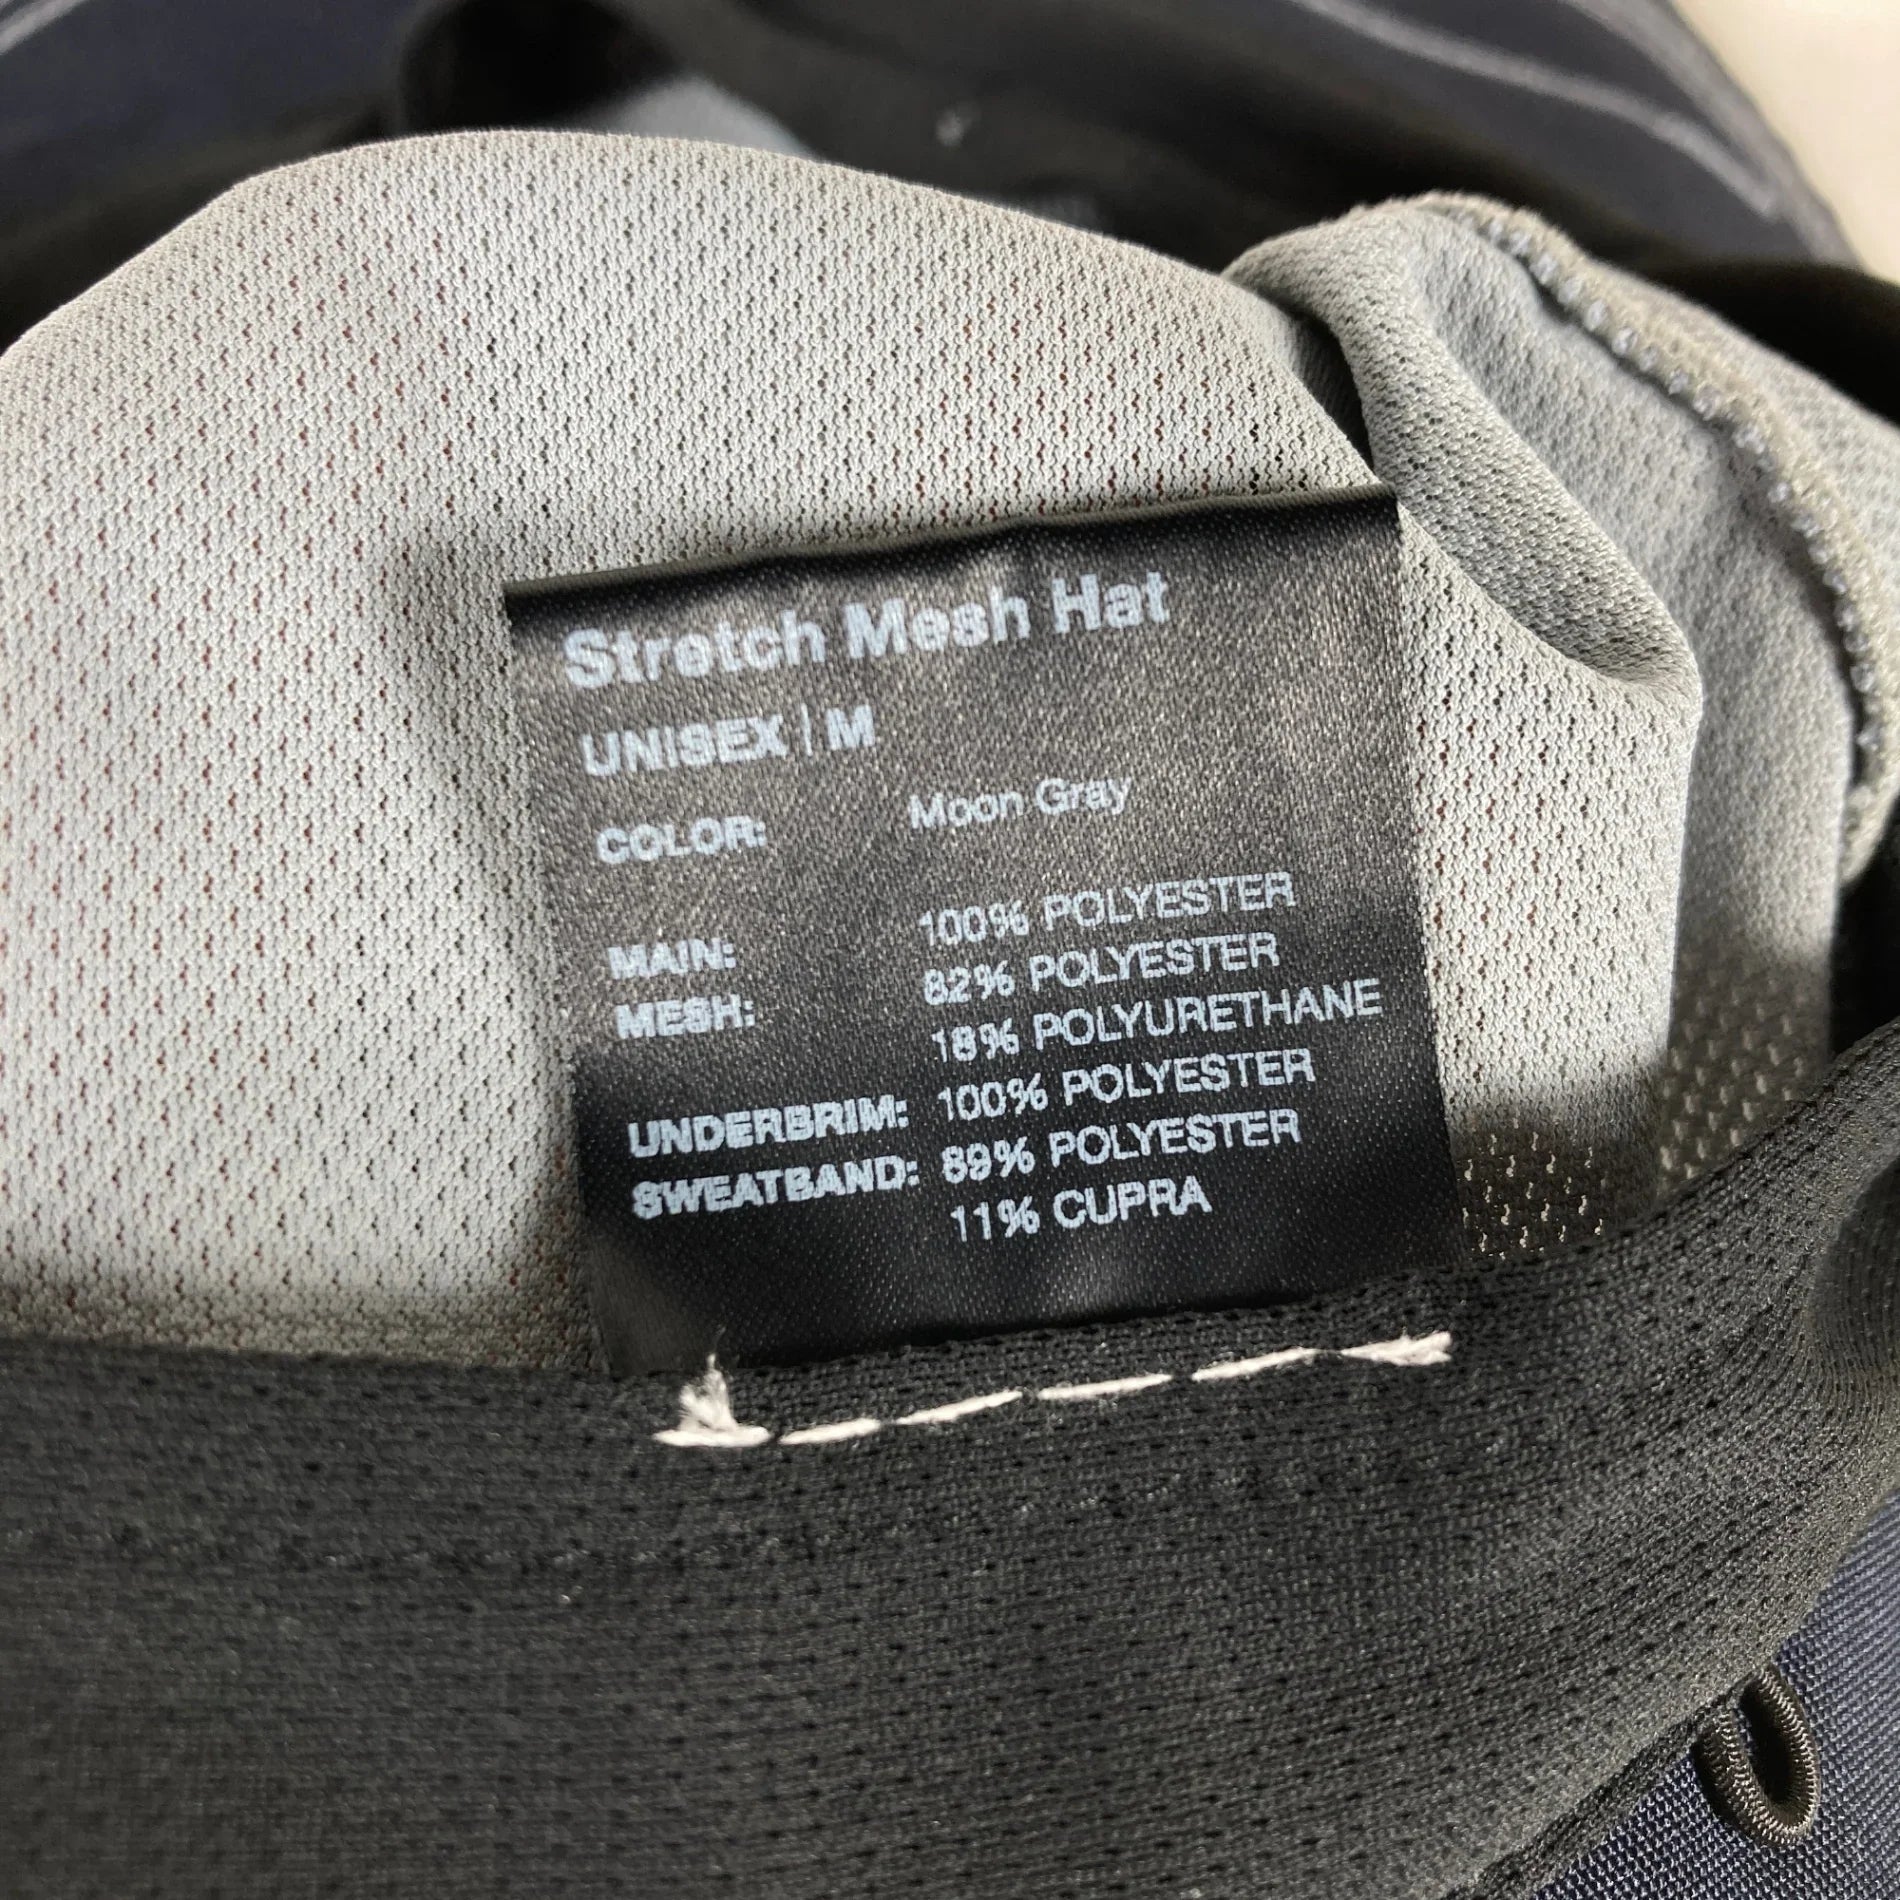 Stretch Mesh Hat
UNISEX | M
COLOR: Moon Gray
MAIN: 100% POLYESTER
MESH: 82% POLYESTER
18% POLYURETHANE
UNDERBRIM: 100% POLYESTER
SWEATBAND: 89% POLYESTER
11% CUPRA